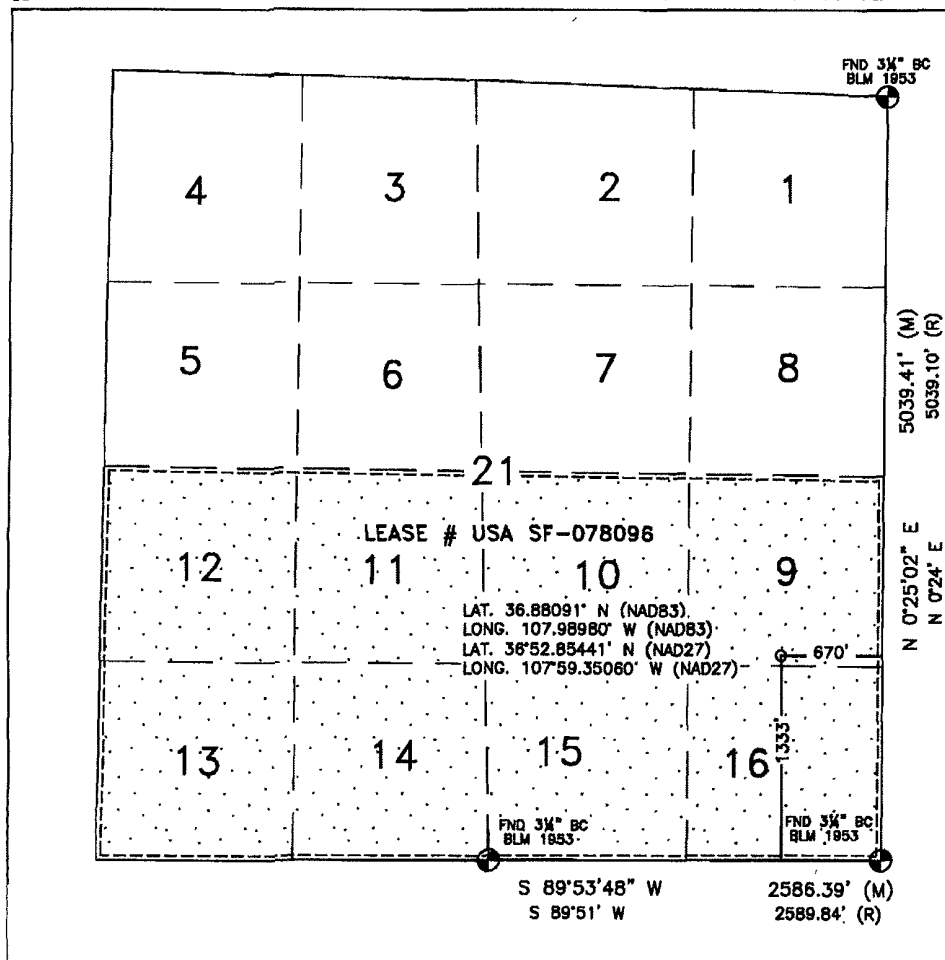 FND 3¼" BC
BLM 1953
4
3
2
1
5
6
7
8
5039.41' (M)
5039.10' (R)
21
LEASE # USA SF-078096
12
11
10
9
N 0°25'02" E
N 0°24' E
LAT. 36.88091° N (NAD83)
LONG. 107.98980° W (NAD83)
LAT. 36°52.85441' N (NAD27)
LONG. 107°59.35060' W (NAD27)
670'
1333'
13
14
15
16
FND 3¼" BC
BLM 1953
FND 3¼" BC
BLM 1953
S 89°53'48" W
2586.39' (M)
S 89°51' W
2589.84' (R)